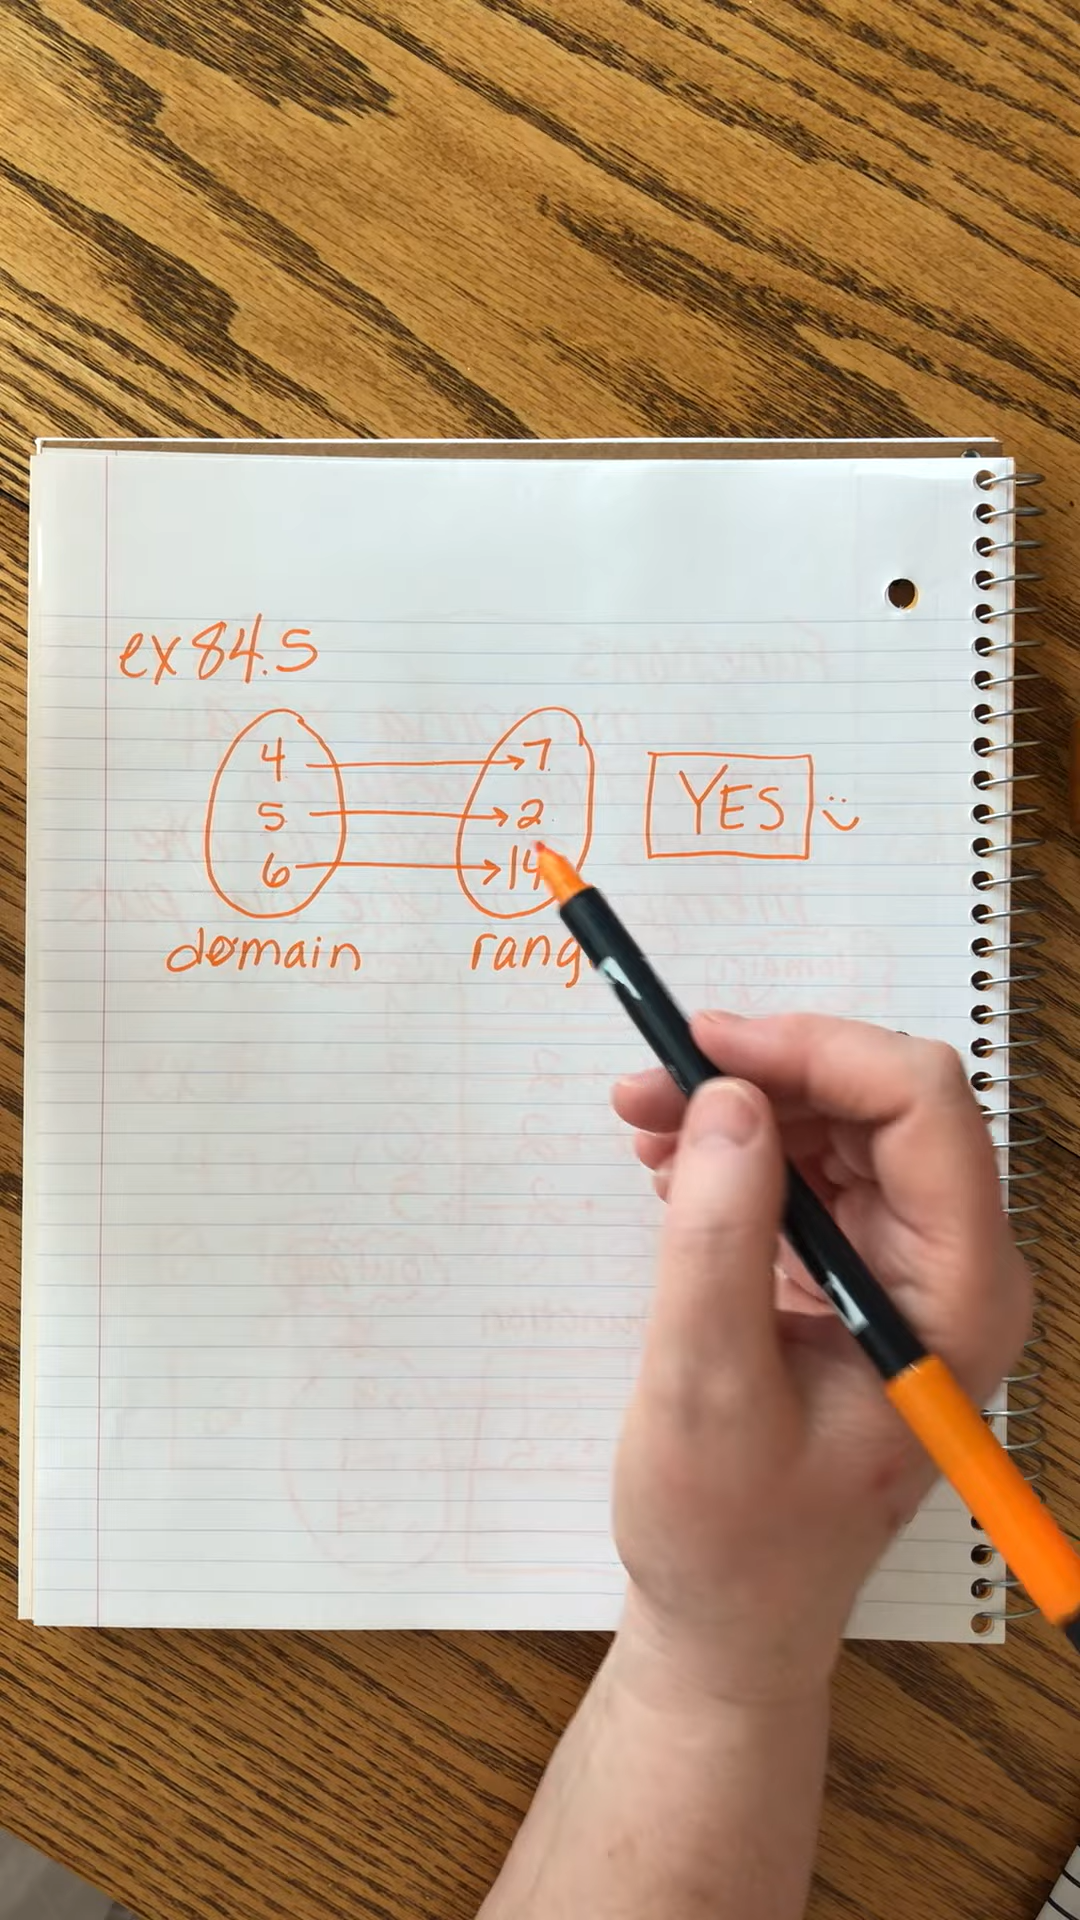 ex 84.5
4 → 7
5 → 2
6 → 14
YES
domain rang